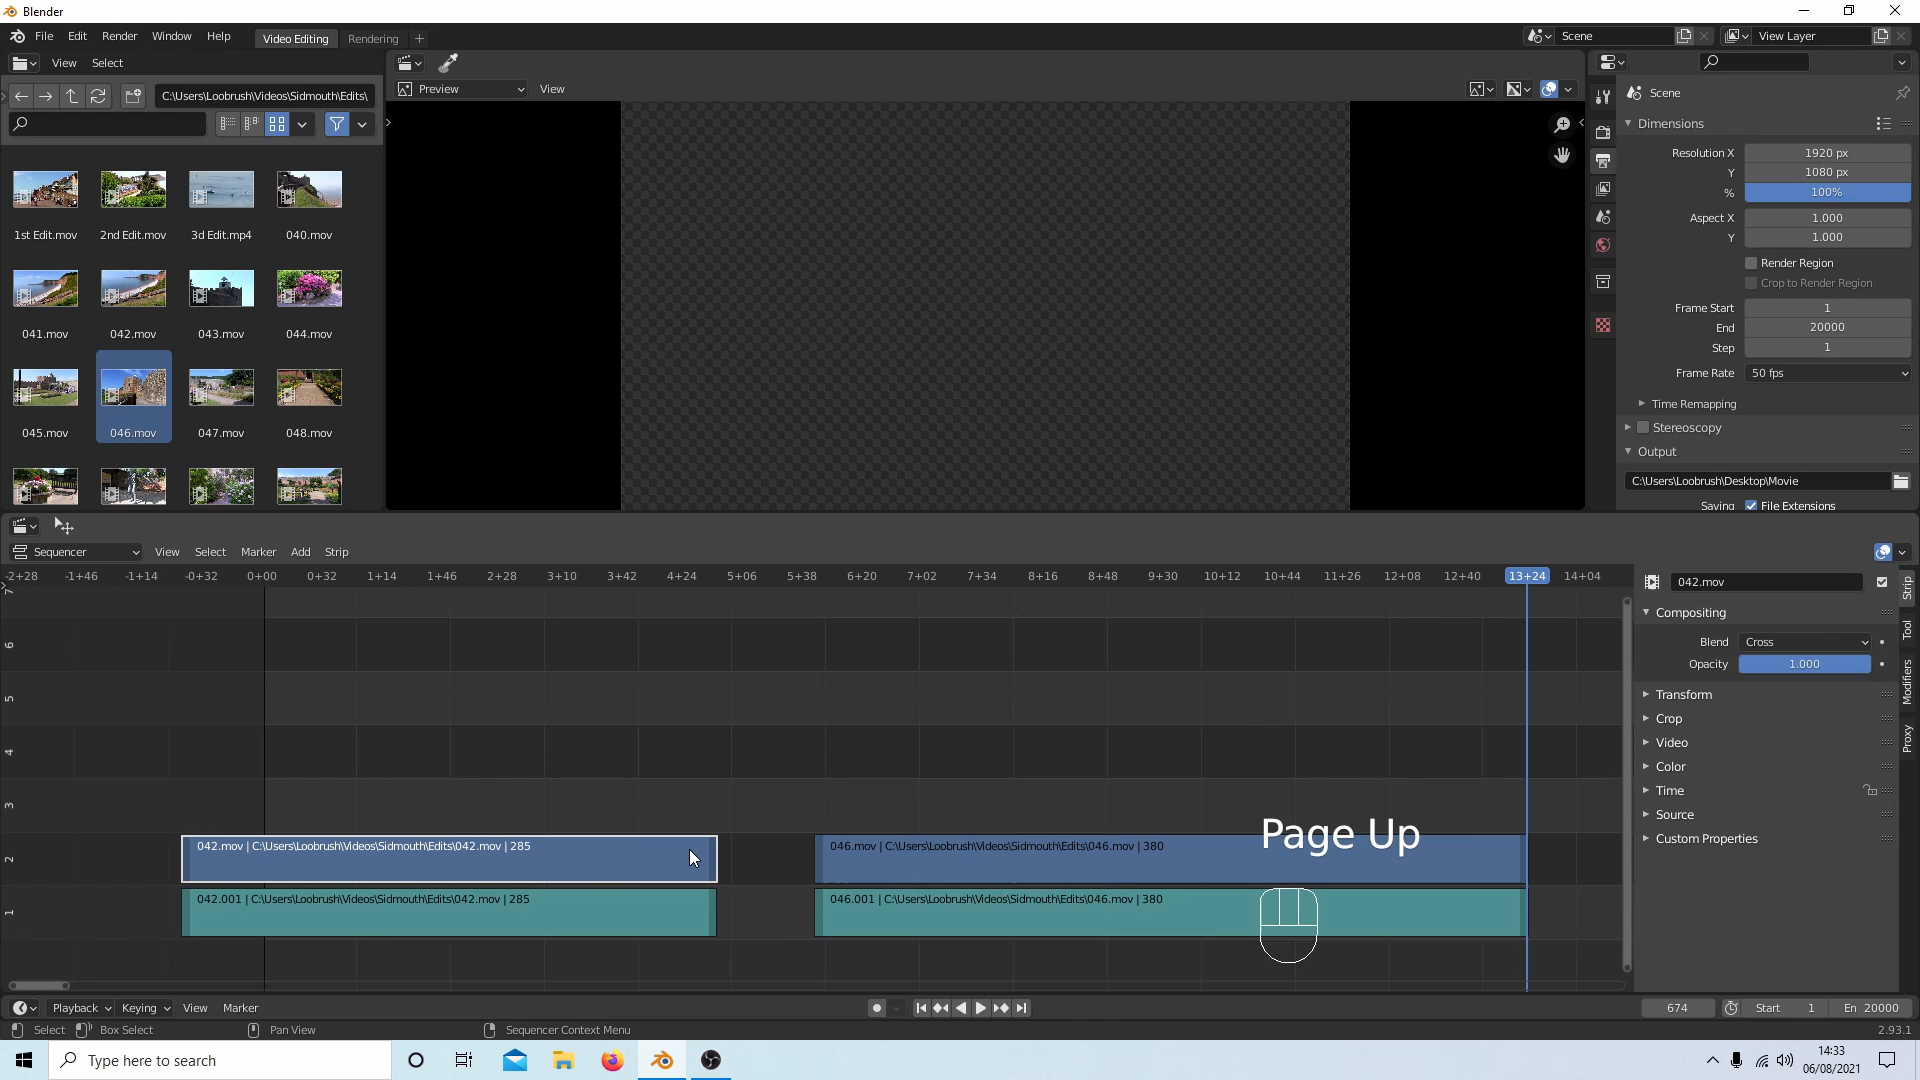 Blender
File Edit Render Window Help Video Editing Rendering + Scene View Layer
View Select
C:\Users\Loobrush\Videos\Sidmouth\Edits\
Preview View
Scene
Dimensions
Resolution X 1920 px
Y 1080 px
% 100%
Aspect X 1.000
Y 1.000
Render Region
Crop to Render Region
Frame Start 1
End 20000
Step 1
Frame Rate 50 fps
Time Remapping
Stereoscopy
Output
C:\Users\Loobrush\Desktop\Movie
Saving File Extensions
1st Edit.mov 2nd Edit.mov 3d Edit.mp4 040.mov
041.mov 042.mov 043.mov 044.mov
045.mov 046.mov 047.mov 048.mov
Sequencer View Select Marker Add Strip
-2+28 -1+46 -1+14 -0+32 0+00 0+32 1+14 1+46 2+28 3+10 3+42 4+24 5+06 5+38 6+20 7+02 7+34 8+16 8+48 9+30 10+12 10+44 11+26 12+08 12+40 13+24 14+04
7
6
5
4
3
2
1
042.mov | C:\Users\Loobrush\Videos\Sidmouth\Edits\042.mov | 285
046.mov | C:\Users\Loobrush\Videos\Sidmouth\Edits\046.mov | 380
042.001 | C:\Users\Loobrush\Videos\Sidmouth\Edits\042.mov | 285
046.001 | C:\Users\Loobrush\Videos\Sidmouth\Edits\046.mov | 380
Page Up
042.mov
Compositing
Blend Cross
Opacity 1.000
Transform
Crop
Video
Color
Time
Source
Custom Properties
Strip
Tool
Modifiers
Proxy
Playback Keying View Marker 674 Start 1 En 20000
Select Box Select Pan View Sequencer Context Menu 2.93.1
Type here to search
14:33
06/08/2021